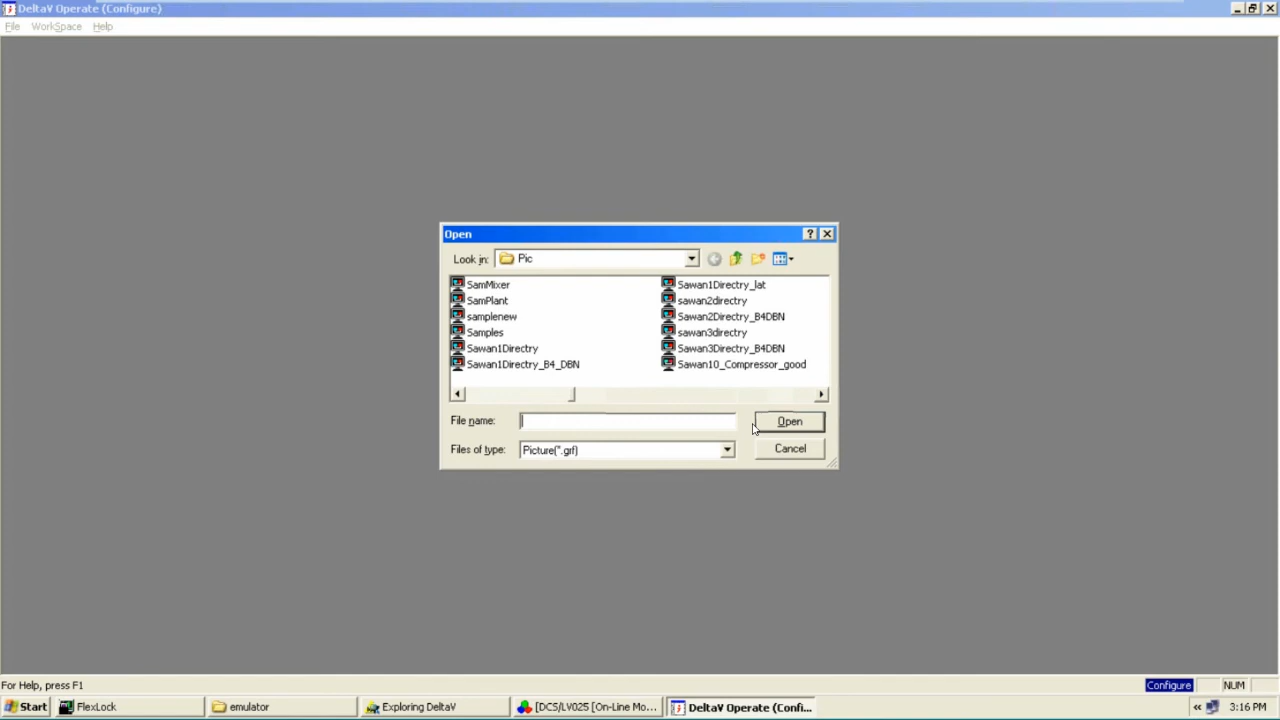 DeltaV Operate (Configure)
File WorkSpace Help
Open
Look in: Pic
SamMixer
SamPlant
samplenew
Samples
Sawan1Directry
Sawan1Directry_B4_DBN
Sawan1Directry_lat
sawan2directry
Sawan2Directry_B4DBN
sawan3directry
Sawan3Directry_B4DBN
Sawan10_Compressor_good
File name: Open
Files of type: Picture(*.grf) Cancel
For Help, press F1 Configure NUM
Start FlexLock emulator Exploring DeltaV [DCS/LV025 [On-Line Mo... DeltaV Operate (Confi... 3:16 PM